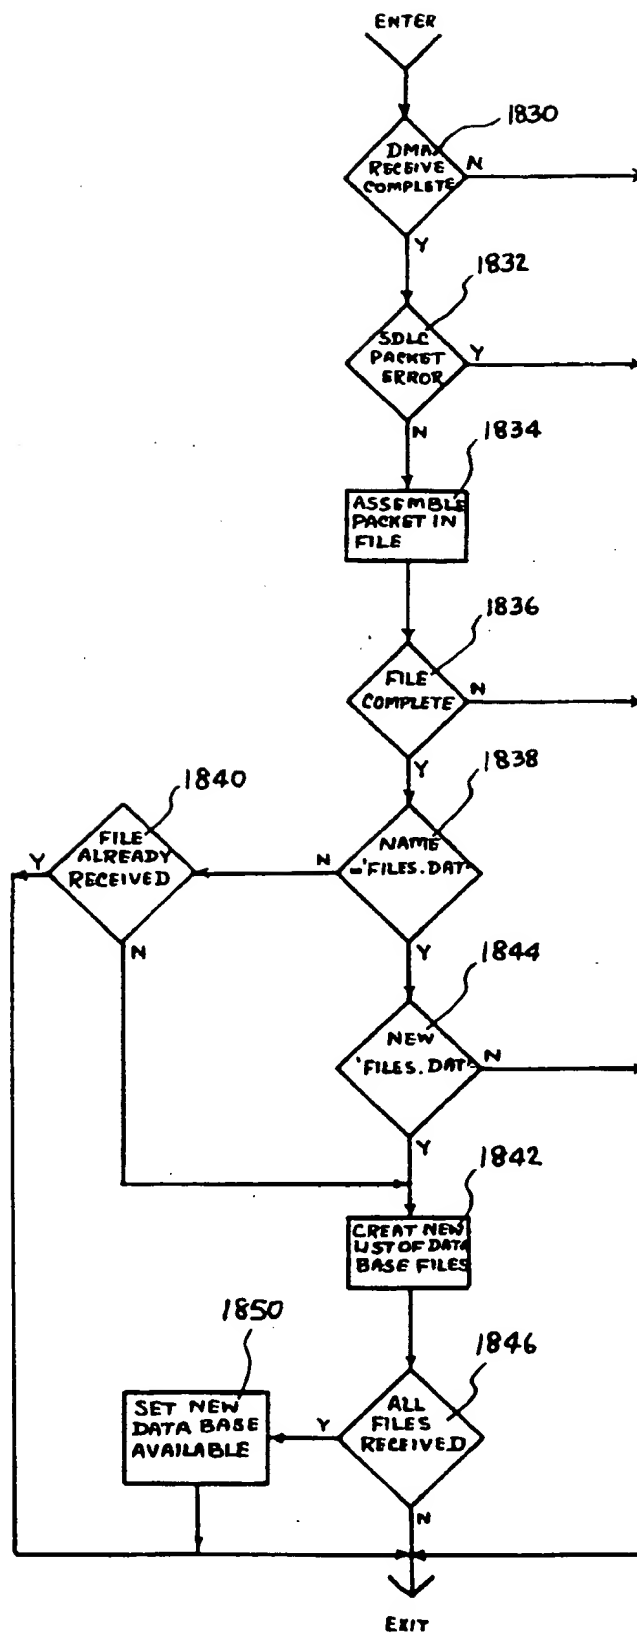 ENTER
1830
DMA
RECEIVE
COMPLETE
N
Y
1832
SDLC
PACKET
ERROR
Y
N
1834
ASSEMBLE
PACKET IN
FILE
1836
FILE
COMPLETE
N
Y
1838
NAME
='FILES.DAT'
N
Y
1840
FILE
ALREADY
RECEIVED
Y
N
1844
NEW
'FILES.DAT'
N
Y
1842
CREAT NEW
LIST OF DATA
BASE FILES
1846
ALL
FILES
RECEIVED
Y
N
1850
SET NEW
DATA BASE
AVAILABLE
EXIT